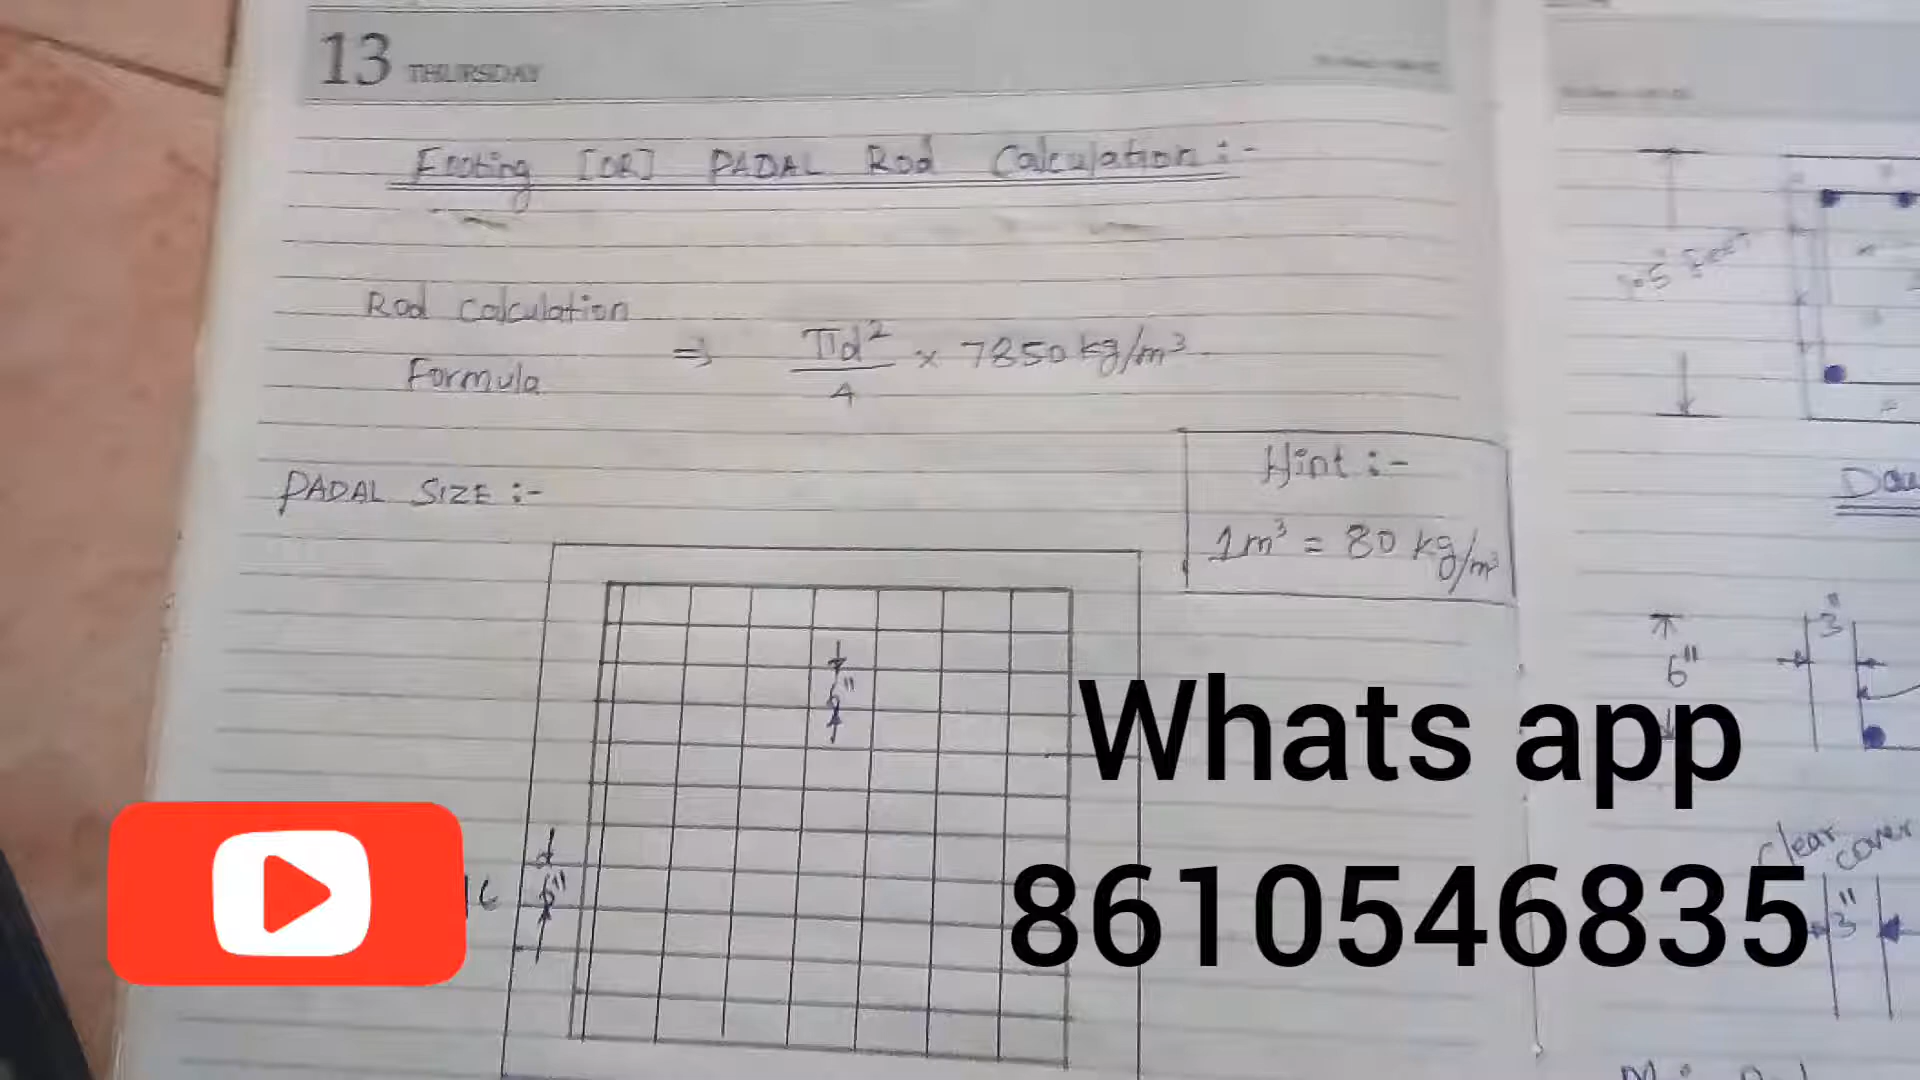 13 THURSDAY
Footing [OR] PADAL Rod Calculation :-
Rod calculation
Formula
⇒ πd²/4 × 7850 kg/m³
PADAL SIZE :-
Hint :-
1m³ = 80 kg/m³
6"
6"
Whats app
8610546835
3"
6"
clear
cover
3"